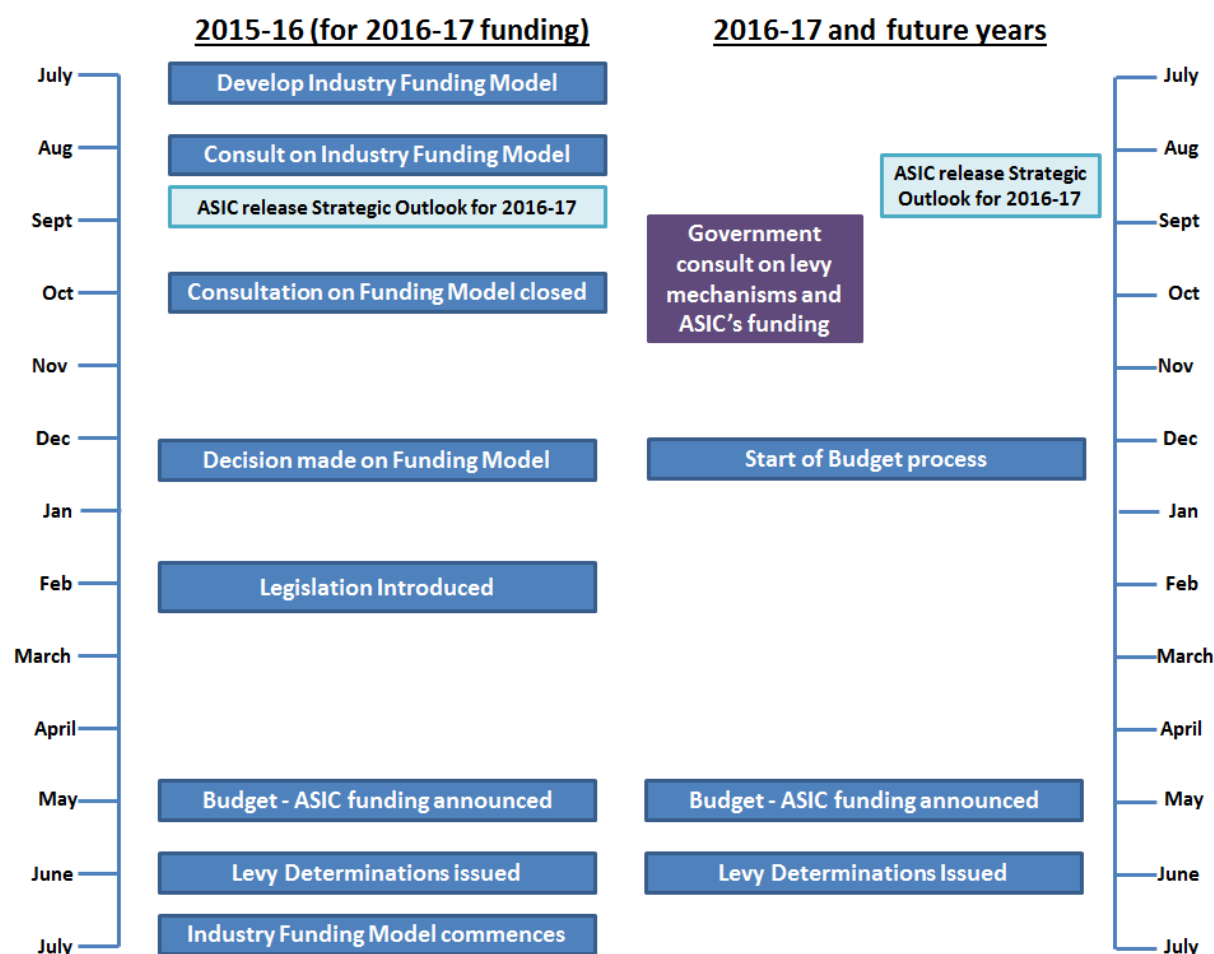 2015-16 (for 2016-17 funding)
2016-17 and future years
July
Aug
Sept
Oct
Nov
Dec
Jan
Feb
March
April
May
June
July
Develop Industry Funding Model
Consult on Industry Funding Model
ASIC release Strategic Outlook for 2016-17
Consultation on Funding Model closed
Decision made on Funding Model
Legislation Introduced
Budget - ASIC funding announced
Levy Determinations issued
Industry Funding Model commences
ASIC release Strategic
Outlook for 2016-17
Government
consult on levy
mechanisms and
ASIC's funding
Start of Budget process
Budget - ASIC funding announced
Levy Determinations Issued
July
Aug
Sept
Oct
Nov
Dec
Jan
Feb
March
April
May
June
July